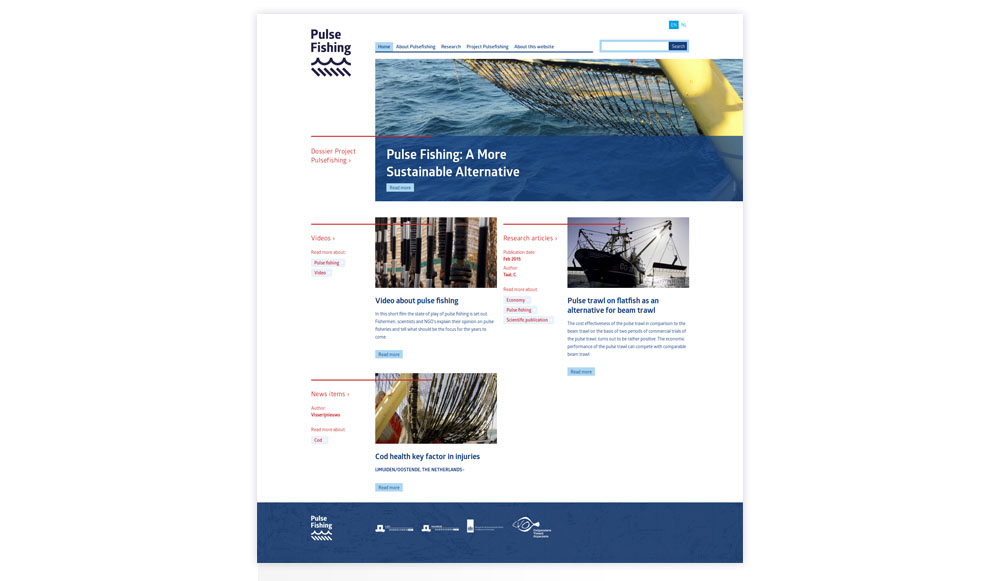 Pulse
Fishing
EN NL
Home About Pulsefishing Research Project Pulsefishing About this website
Search
Dossier Project
Pulsefishing ›
Pulse Fishing: A More
Sustainable Alternative
Read more
Videos ›
Read more about:
Pulse fishing
Video
Video about pulse fishing
In this short film the state of play of pulse fishing is set out.
Fishermen, scientists and NGO's explain their opinion on pulse
fisheries and tell what should be the focus for the years to
come.
Read more
Research articles ›
Publication date:
Feb 2015
Author:
Taal, C.
Read more about:
Economy
Pulse fishing
Scientific publication
Pulse trawl on flatfish as an
alternative for beam trawl
The cost effectiveness of the pulse trawl in comparison to the
beam trawl on the basis of two periods of commercial trials of
the pulse trawl, turns out to be rather positive. The economic
performance of the pulse trawl can compete with comparable
beam trawl.
Read more
News items ›
Author:
Visserijnieuws
Read more about:
Cod
Cod health key factor in injuries
IJMUIDEN/OOSTENDE, THE NETHERLANDS-
Read more
Pulse
Fishing